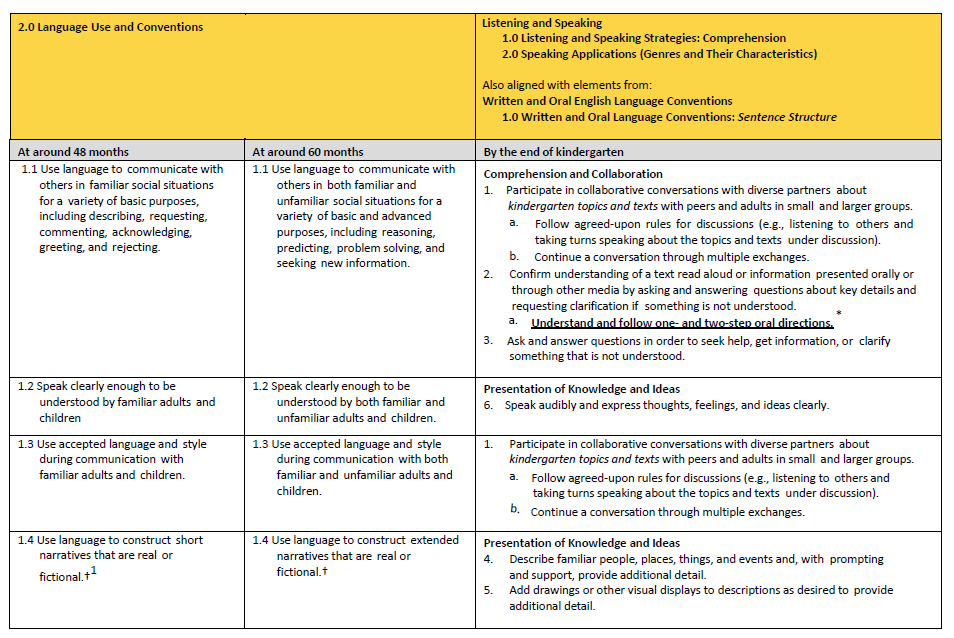 2.0 Language Use and Conventions
Listening and Speaking
1.0 Listening and Speaking Strategies: Comprehension
2.0 Speaking Applications (Genres and Their Characteristics)
Also aligned with elements from:
Written and Oral English Language Conventions
1.0 Written and Oral Language Conventions: Sentence Structure
At around 48 months
At around 60 months
By the end of kindergarten
1.1 Use language to communicate with
others in familiar social situations
for a variety of basic purposes,
including describing, requesting,
commenting, acknowledging,
greeting, and rejecting.
1.1 Use language to communicate with
others in both familiar and
unfamiliar social situations for a
variety of basic and advanced
purposes, including reasoning,
predicting, problem solving, and
seeking new information.
Comprehension and Collaboration
1. Participate in collaborative conversations with diverse partners about
kindergarten topics and texts with peers and adults in small and larger groups.
a. Follow agreed-upon rules for discussions (e.g., listening to others and
taking turns speaking about the topics and texts under discussion).
b. Continue a conversation through multiple exchanges.
2. Confirm understanding of a text read aloud or information presented orally or
through other media by asking and answering questions about key details and
requesting clarification if something is not understood.
a. Understand and follow one- and two-step oral directions.*
3. Ask and answer questions in order to seek help, get information, or clarify
something that is not understood.
1.2 Speak clearly enough to be
understood by familiar adults and
children
1.2 Speak clearly enough to be
understood by both familiar and
unfamiliar adults and children.
Presentation of Knowledge and Ideas
6. Speak audibly and express thoughts, feelings, and ideas clearly.
1.3 Use accepted language and style
during communication with
familiar adults and children.
1.3 Use accepted language and style
during communication with both
familiar and unfamiliar adults and
children.
1. Participate in collaborative conversations with diverse partners about
kindergarten topics and texts with peers and adults in small and larger groups.
a. Follow agreed-upon rules for discussions (e.g., listening to others and
taking turns speaking about the topics and texts under discussion).
b. Continue a conversation through multiple exchanges.
1.4 Use language to construct short
narratives that are real or
fictional.†1
1.4 Use language to construct extended
narratives that are real or
fictional.†
Presentation of Knowledge and Ideas
4. Describe familiar people, places, things, and events and, with prompting
and support, provide additional detail.
5. Add drawings or other visual displays to descriptions as desired to provide
additional detail.